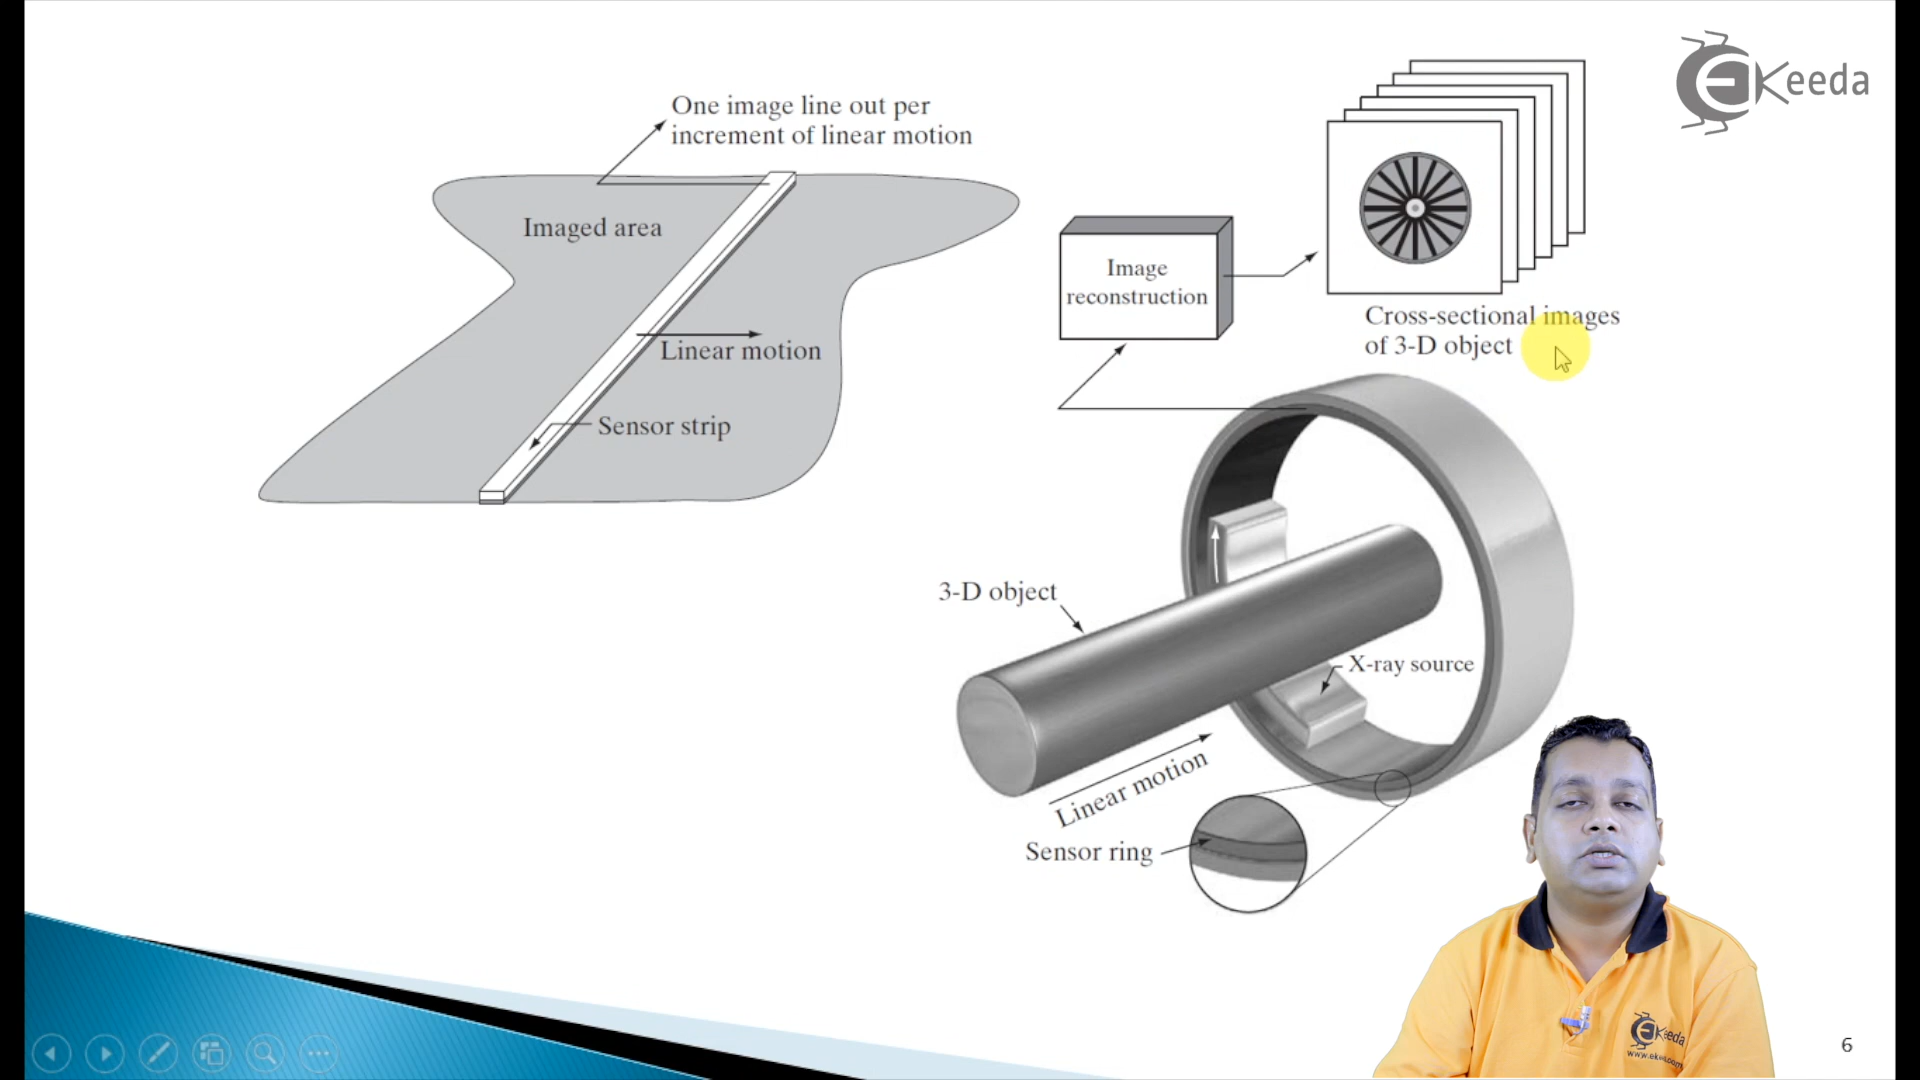 One image line out per
increment of linear motion
Imaged area
Linear motion
Sensor strip
Image
reconstruction
Cross-sectional images
of 3-D object
3-D object
X-ray source
Linear motion
Sensor ring
EKeeda
EKeeda
6